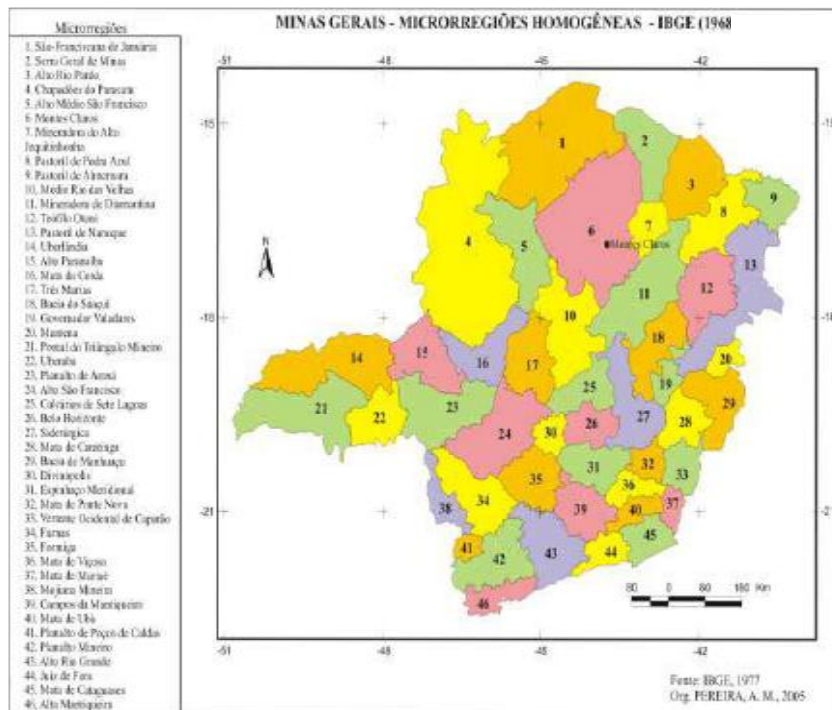 MINAS GERAIS - MICRORREGIÕES HOMOGÊNEAS - IBGE (1968
Microrregiões
1. São-Franciscana de Januária
2. Serra Geral de Minas
3. Alto Rio Pardo
4. Chapadões do Paracatu
5. Alto Médio São Francisco
6. Montes Claros
7. Mineradora do Alto
Jequitinhonha
8. Pastoril de Pedra Azul
9. Pastoril de Almenara
10. Médio Rio das Velhas
11. Mineradora de Diamantina
12. Teófilo Otoni
13. Pastoril de Nanuque
14. Uberlândia
15. Alto Paranaíba
16. Mata da Corda
17. Três Marias
18. Bacia do Suaçuí
19. Governador Valadares
20. Mantena
21. Pontal do Triângulo Mineiro
22. Uberaba
23. Planalto de Araxá
24. Alto São Francisco
25. Calcários de Sete Lagoas
26. Belo Horizonte
27. Siderúrgica
28. Mata de Caratinga
29. Bacia do Manhuaçu
30. Divinópolis
31. Espinhaço Meridional
32. Mata de Ponte Nova
33. Vertente Ocidental do Caparão
34. Furnas
35. Formiga
36. Mata de Viçosa
37. Mata de Muriaé
38. Mogiana Mineira
39. Campos da Mantiqueira
40. Mata de Ubá
41. Planalto de Poços de Caldas
42. Planalto Mineiro
43. Alto Rio Grande
44. Juiz de Fora
45. Mata de Cataguases
46. Alta Mantiqueira
-51 -48 -45 -42
-15 -15
1 2 3
4 5 6 7 8 9
Montes Claros
N
10 11 12 13
-18 -18
14 15 16 17 18 19 20
21 22 23 24 25 26 27 28 29
30 31 32 33
34 35 36 37
-21 -21
38 39 40
41 42 43 44 45
46
80 0 80 160 Km
-51 -48 -45 -42
Fonte: IBGE, 1977
Org. PEREIRA, A. M., 2005